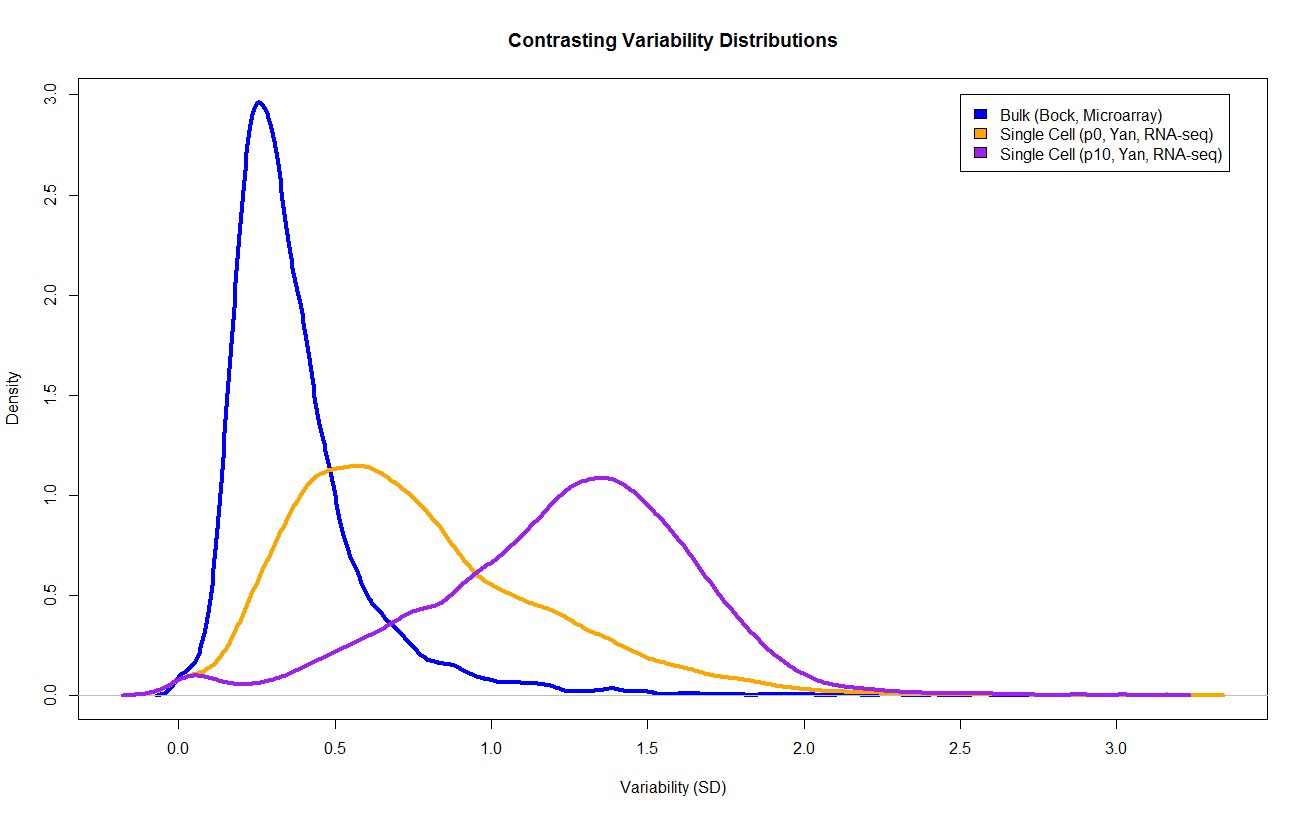 Contrasting Variability Distributions
Bulk (Bock, Microarray)
Single Cell (p0, Yan, RNA-seq)
Single Cell (p10, Yan, RNA-seq)
Density
3.0
2.5
2.0
1.5
1.0
0.5
0.0
0.0 0.5 1.0 1.5 2.0 2.5 3.0
Variability (SD)